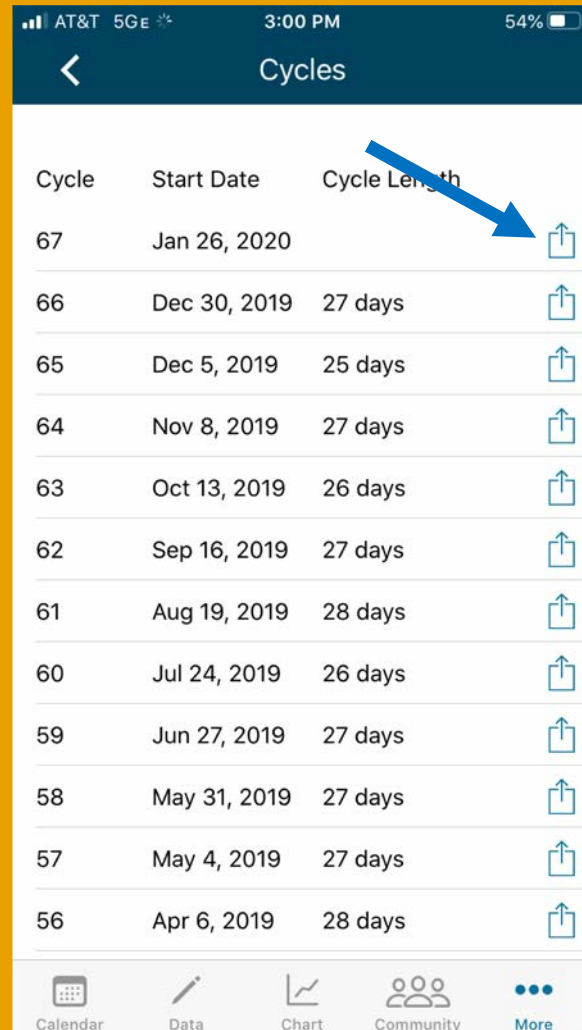 AT&T 5GE 3:00 PM 54%
Cycles
Cycle Start Date Cycle Length
67 Jan 26, 2020
66 Dec 30, 2019 27 days
65 Dec 5, 2019 25 days
64 Nov 8, 2019 27 days
63 Oct 13, 2019 26 days
62 Sep 16, 2019 27 days
61 Aug 19, 2019 28 days
60 Jul 24, 2019 26 days
59 Jun 27, 2019 27 days
58 May 31, 2019 27 days
57 May 4, 2019 27 days
56 Apr 6, 2019 28 days
Calendar Data Chart Community More